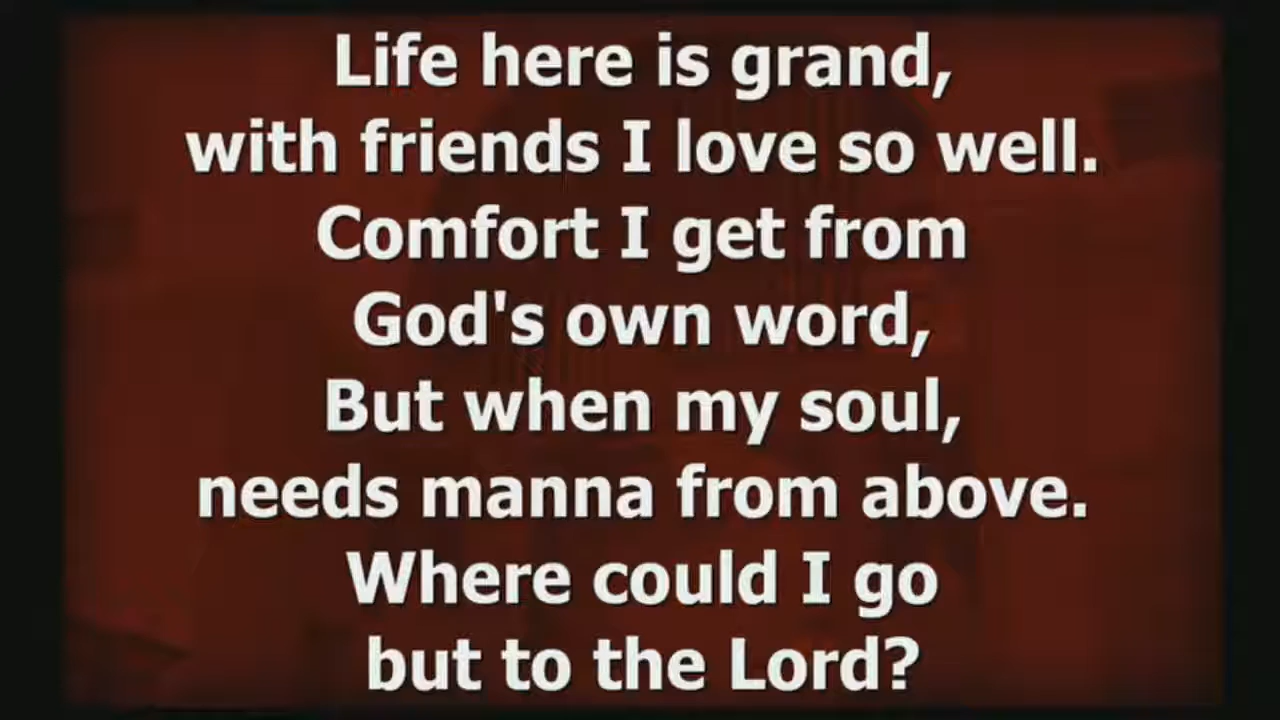 Life here is grand,
with friends I love so well.
Comfort I get from
God's own word,
But when my soul,
needs manna from above.
Where could I go
but to the Lord?